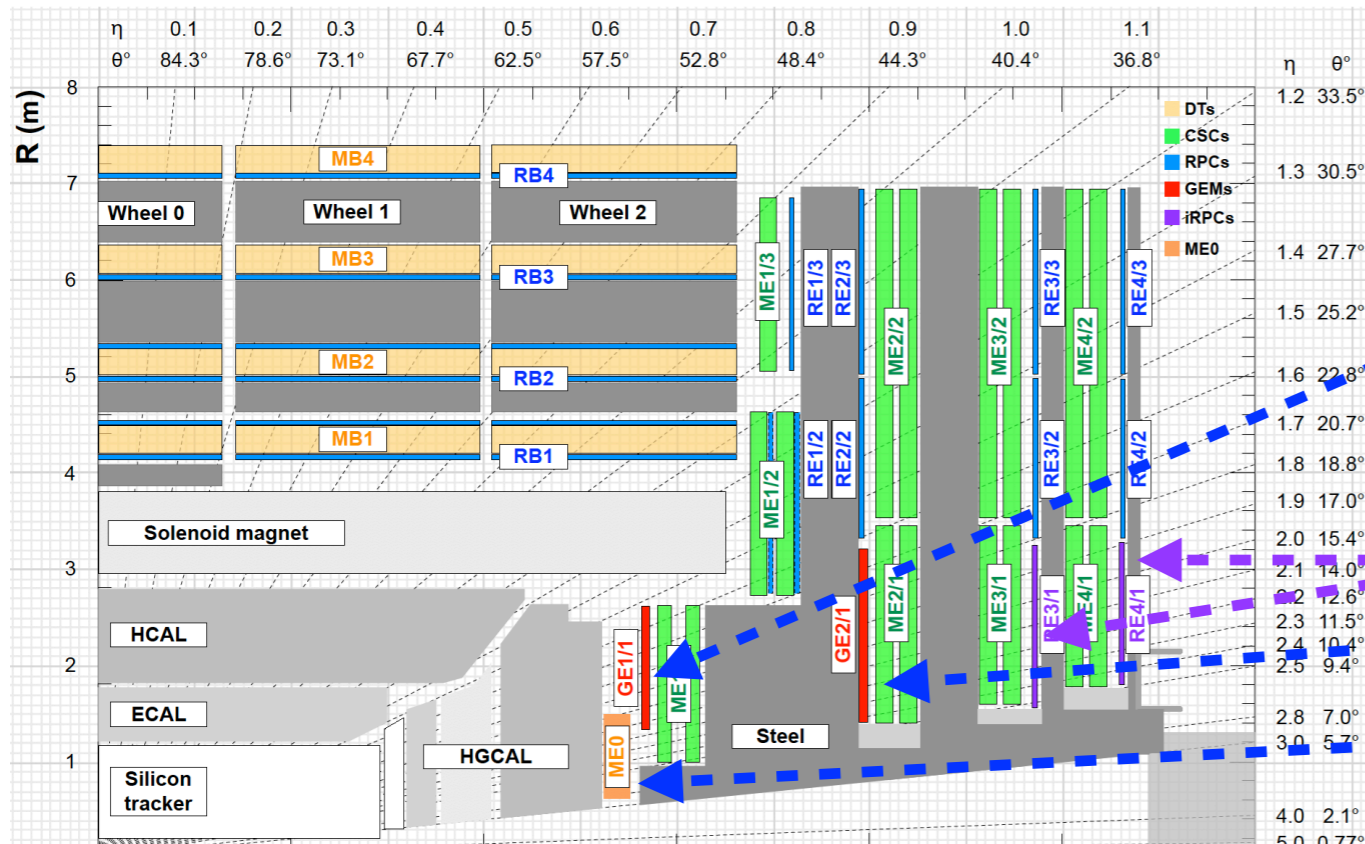 η 0.1 0.2 0.3 0.4 0.5 0.6 0.7 0.8 0.9 1.0 1.1
θ° 84.3° 78.6° 73.1° 67.7° 62.5° 57.5° 52.8° 48.4° 44.3° 40.4° 36.8° η θ°
R (m)
8
7
6
5
4
3
2
1
1.2 33.5°
1.3 30.5°
1.4 27.7°
1.5 25.2°
1.6 22.8°
1.7 20.7°
1.8 18.8°
1.9 17.0°
2.0 15.4°
2.1 14.0°
2.2 12.6°
2.3 11.5°
2.4 10.4°
2.5 9.4°
2.8 7.0°
3.0 5.7°
4.0 2.1°
5.0 0.77°
DTs
CSCs
RPCs
GEMs
iRPCs
ME0
MB4
RB4
Wheel 0
Wheel 1
Wheel 2
MB3
RB3
MB2
RB2
MB1
RB1
Solenoid magnet
HCAL
ECAL
Silicon
tracker
HGCAL
Steel
ME0
GE1/1
ME1
ME1/2
ME1/3
RE1/3
RE2/3
RE1/2
RE2/2
GE2/1
ME2/2
ME2/1
ME3/2
ME3/1
RE3/3
RE3/2
RE3/1
ME4/2
ME4/1
RE4/3
RE4/2
RE4/1